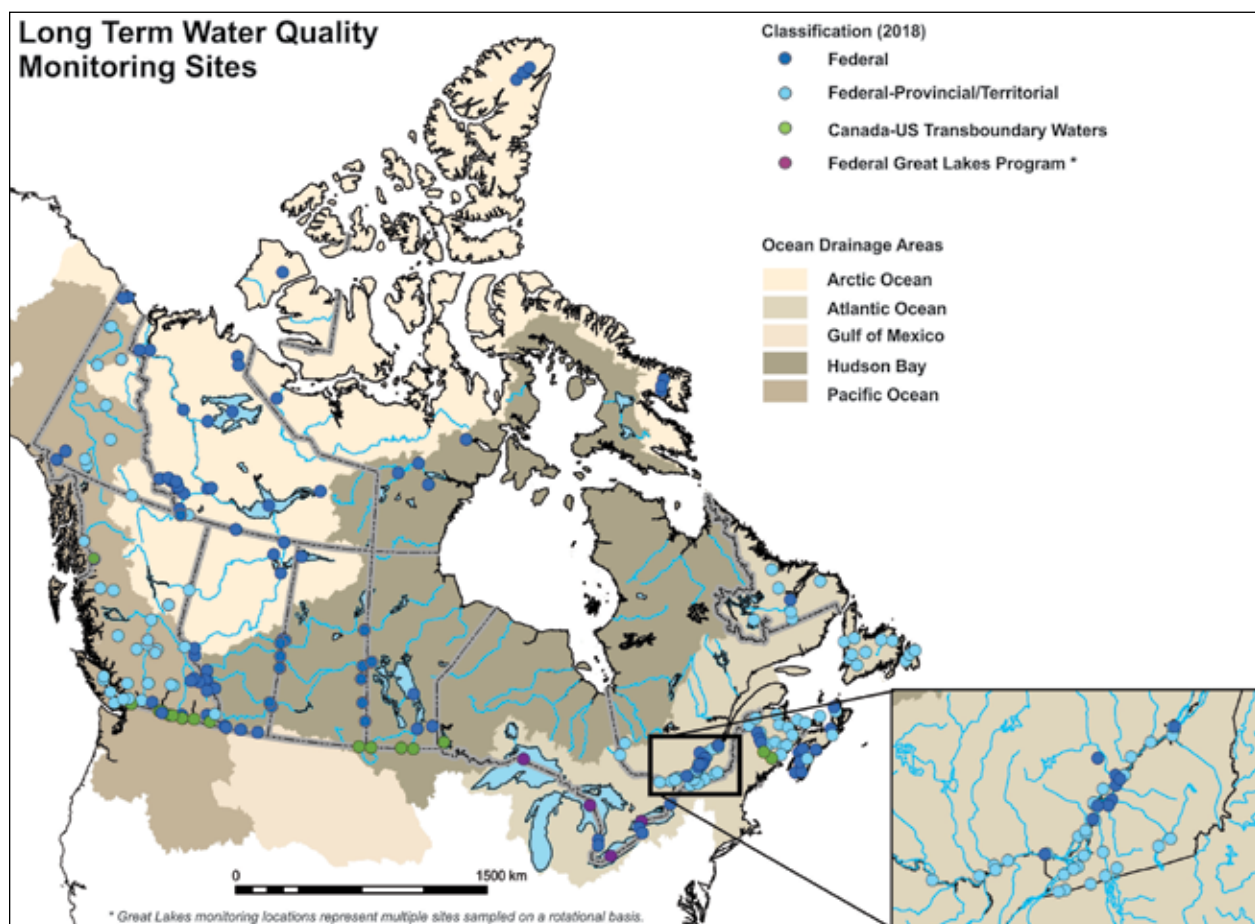 Long Term Water Quality
Monitoring Sites
Classification (2018)
Federal
Federal-Provincial/Territorial
Canada-US Transboundary Waters
Federal Great Lakes Program *
Ocean Drainage Areas
Arctic Ocean
Atlantic Ocean
Gulf of Mexico
Hudson Bay
Pacific Ocean
0 1500 km
* Great Lakes monitoring locations represent multiple sites sampled on a rotational basis.